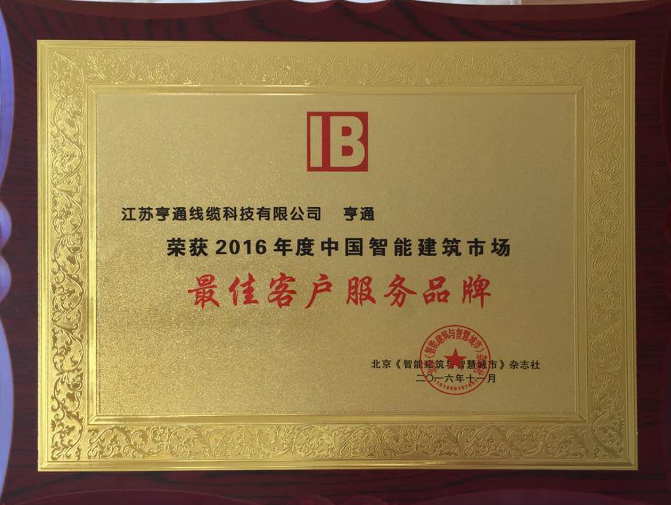 IB
江苏亨通线缆科技有限公司 亨通
荣获2016年度中国智能建筑市场
最佳客户服务品牌
北京《智能建筑与智慧城市》杂志社
二〇一六年十一月